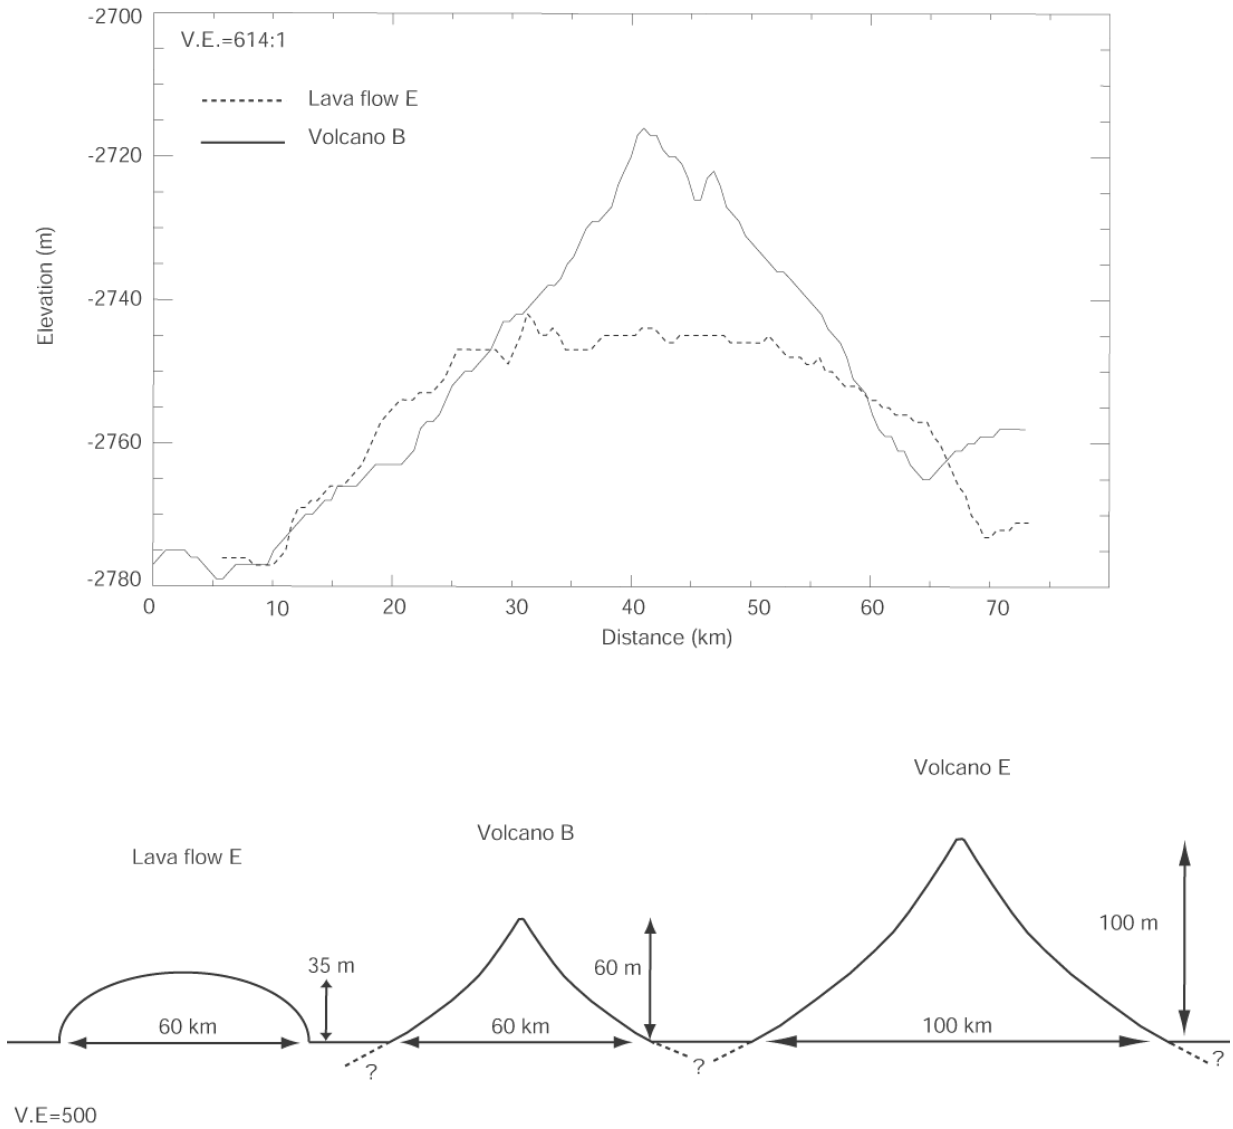 -2700
V.E.=614:1
Lava flow E
Volcano B
-2720
-2740
-2760
-2780
Elevation (m)
0 10 20 30 40 50 60 70
Distance (km)
Volcano E
Volcano B
Lava flow E
100 m
35 m
60 m
60 km
60 km
100 km
? ? ?
V.E=500